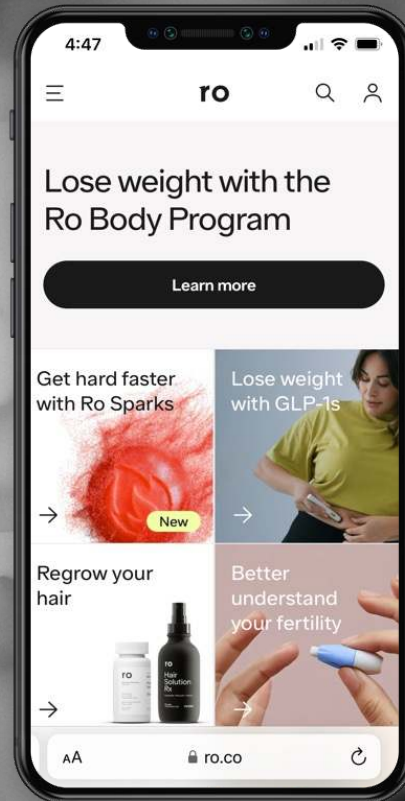 4:47
ro
Lose weight with the
Ro Body Program
Learn more
Get hard faster
with Ro Sparks
New
Lose weight
with GLP-1s
Regrow your
hair
ro
ro
Hair
Solution
Rx
Better
understand
your fertility
AA
ro.co